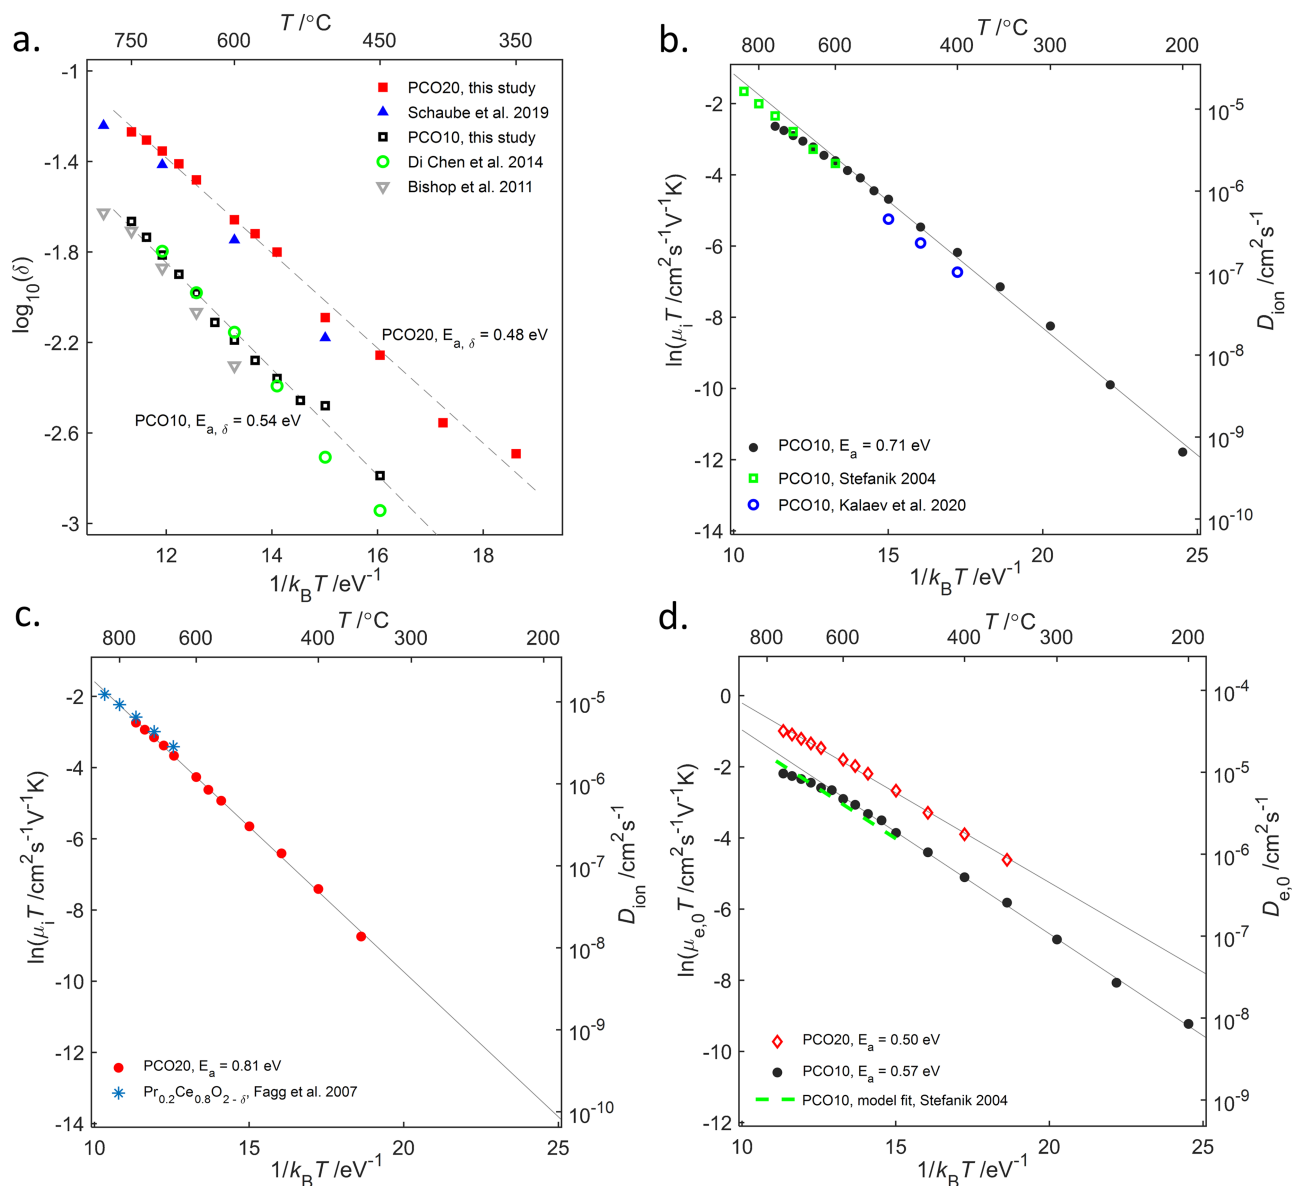 a.
T /°C
750 600 450 350
-1
-1.4
-1.8
-2.2
-2.6
-3
log₁₀(δ)
PCO20, this study
Schaube et al. 2019
PCO10, this study
Di Chen et al. 2014
Bishop et al. 2011
PCO20, Eₐ, δ = 0.48 eV
PCO10, Eₐ, δ = 0.54 eV
12 14 16 18
1/k_BT /eV⁻¹
b.
T /°C
800 600 400 300 200
-2
-4
-6
-8
-10
-12
-14
ln(μᵢT /cm²s⁻¹V⁻¹K)
10⁻⁵
10⁻⁶
10⁻⁷
10⁻⁸
10⁻⁹
10⁻¹⁰
D_ion /cm²s⁻¹
PCO10, Eₐ = 0.71 eV
PCO10, Stefanik 2004
PCO10, Kalaev et al. 2020
10 15 20 25
1/k_BT /eV⁻¹
c.
T /°C
800 600 400 300 200
-2
-4
-6
-8
-10
-12
-14
ln(μᵢT /cm²s⁻¹V⁻¹K)
10⁻⁵
10⁻⁶
10⁻⁷
10⁻⁸
10⁻⁹
10⁻¹⁰
D_ion /cm²s⁻¹
PCO20, Eₐ = 0.81 eV
Pr₀.₂Ce₀.₈O₂ ₋ δ, Fagg et al. 2007
10 15 20 25
1/k_BT /eV⁻¹
d.
T /°C
800 600 400 300 200
0
-2
-4
-6
-8
-10
-12
ln(μₑ,₀T /cm²s⁻¹V⁻¹K)
10⁻⁴
10⁻⁵
10⁻⁶
10⁻⁷
10⁻⁸
10⁻⁹
Dₑ,₀ /cm²s⁻¹
PCO20, Eₐ = 0.50 eV
PCO10, Eₐ = 0.57 eV
PCO10, model fit, Stefanik 2004
10 15 20 25
1/k_BT /eV⁻¹